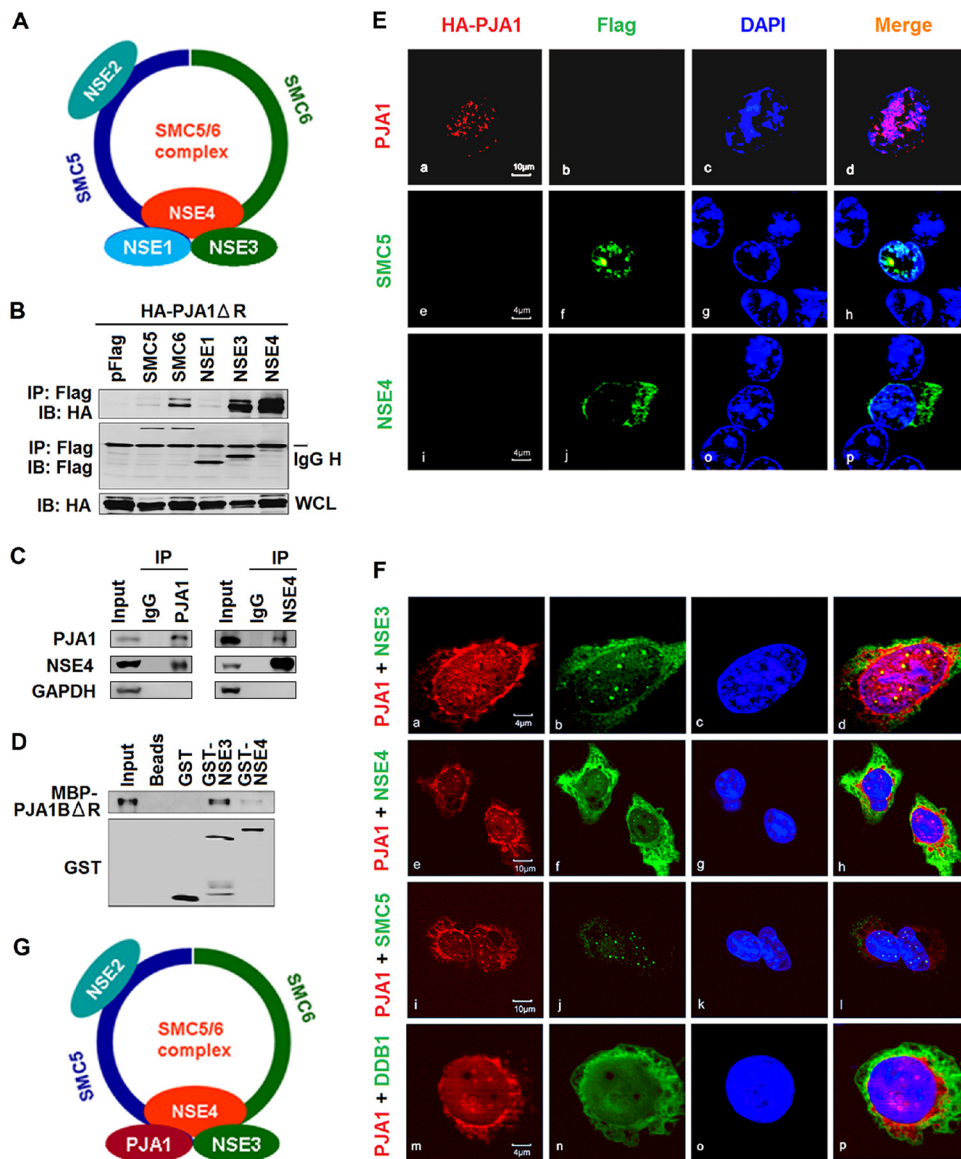 A
NSE2
SMC6
SMC5/6
complex
SMC5
NSE4
NSE1
NSE3
B
HA-PJA1Δ R
pFlag
SMC5
SMC6
NSE1
NSE3
NSE4
IP: Flag
IB: HA
IP: Flag
IB: Flag
IgG H
IB: HA
WCL
C
IP
IP
Input
IgG
PJA1
Input
IgG
NSE4
PJA1
NSE4
GAPDH
D
Input
Beads
GST
GST-
NSE3
GST-
NSE4
MBP-
PJA1BΔR
GST
G
NSE2
SMC6
SMC5/6
complex
SMC5
NSE4
PJA1
NSE3
E
HA-PJA1
Flag
DAPI
Merge
PJA1
a
10μm
b
c
d
SMC5
e
4μm
f
g
h
NSE4
i
4μm
j
o
p
F
PJA1 + NSE3
a
4μm
b
c
d
PJA1 + NSE4
e
10μm
f
g
h
PJA1 + SMC5
i
10μm
j
k
l
PJA1 + DDB1
m
4μm
n
o
p